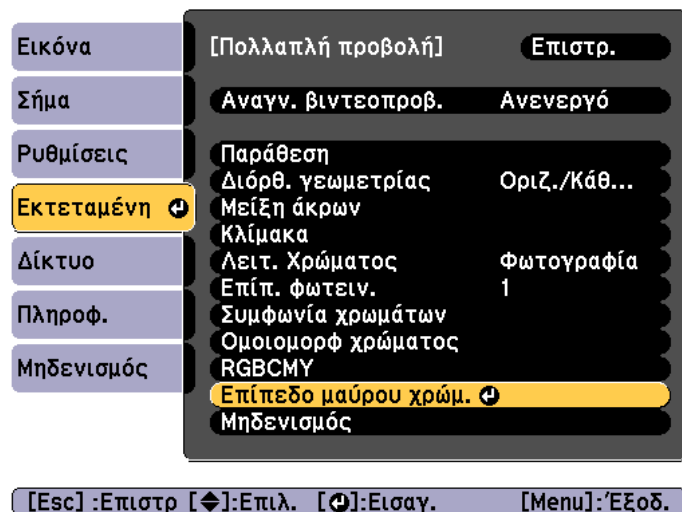 Εικόνα
Σήμα
Ρυθμίσεις
Εκτεταμένη
Δίκτυο
Πληροφ.
Μηδενισμός
[Πολλαπλή προβολή] Επιστρ.
Αναγν. βιντεοπροβ. Ανενεργό
Παράθεση
Διόρθ. γεωμετρίας Οριζ./Κάθ...
Μείξη άκρων
Κλίμακα
Λειτ. Χρώματος Φωτογραφία
Επίπ. φωτειν. 1
Συμφωνία χρωμάτων
Ομοιομορφ χρώματος
RGBCMY
Επίπεδο μαύρου χρώμ.
Μηδενισμός
[Esc] :Επιστρ [◆]:Επιλ. [↵]:Εισαγ. [Menu]:Έξοδ.